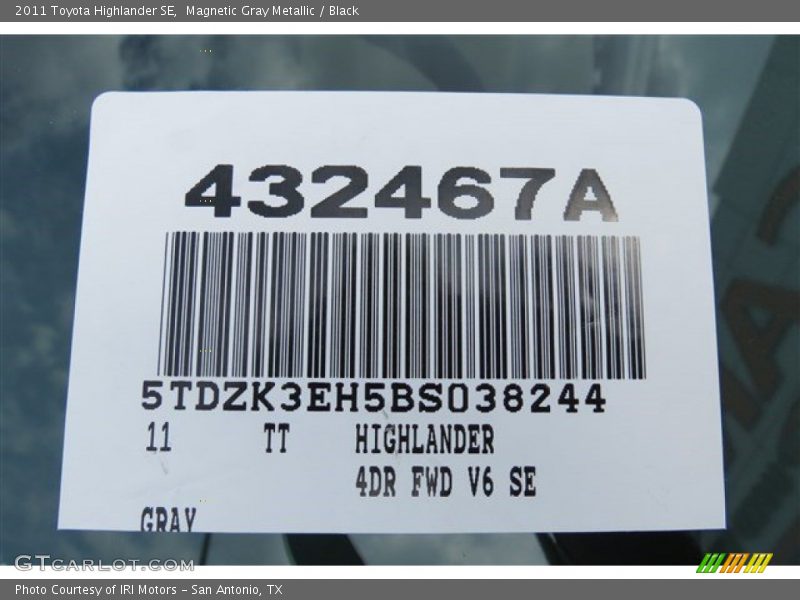 2011 Toyota Highlander SE,  Magnetic Gray Metallic / Black
432467A
5TDZK3EH5BS038244
11 TT HIGHLANDER
4DR FWD V6 SE
GRAY
GTCARLOT.COM
Photo Courtesy of IRI Motors – San Antonio, TX